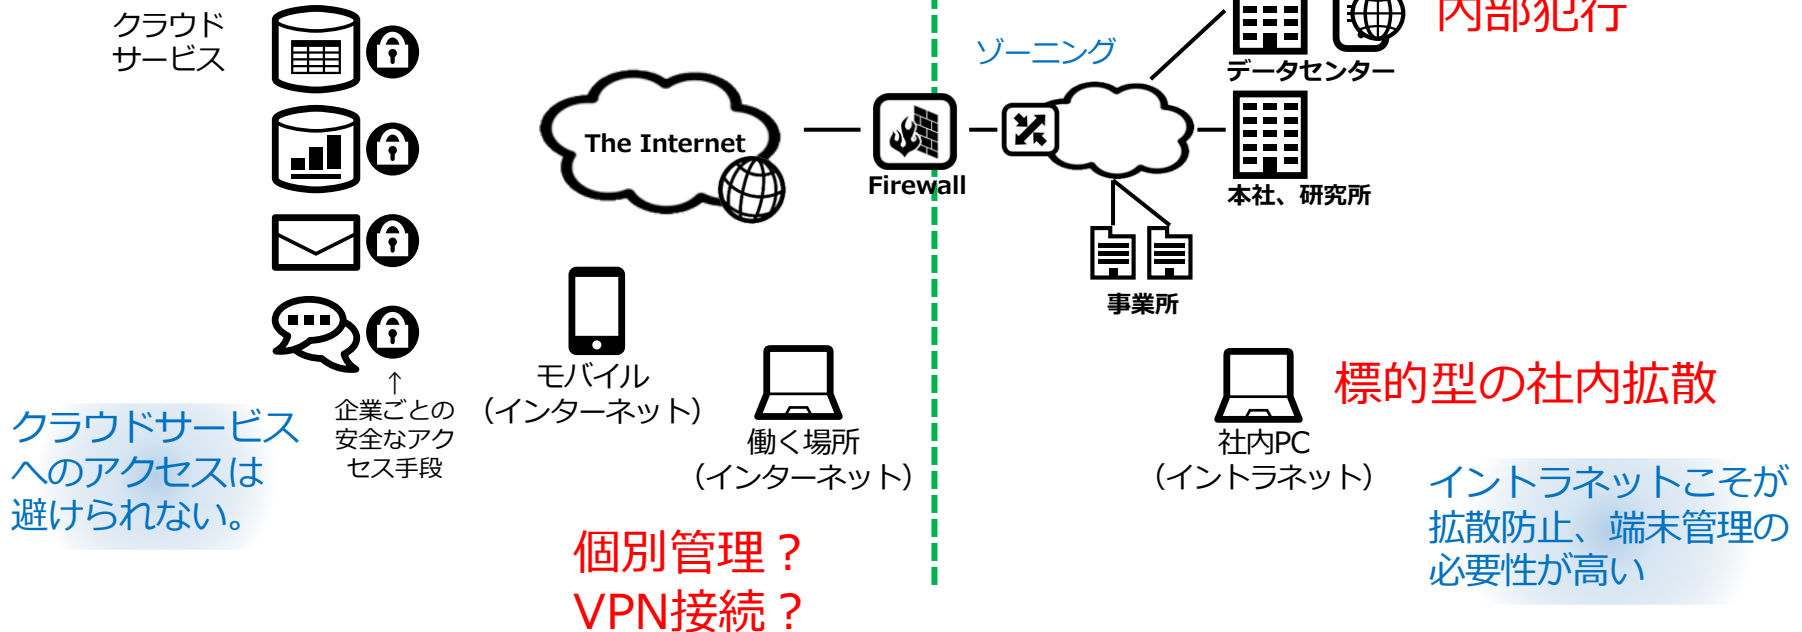 クラウド
サービス
ゾーニング
内部犯行
データセンター
The Internet
Firewall
本社、研究所
事業所
↑
企業ごとの
安全なアク
セス手段
モバイル
（インターネット）
働く場所
（インターネット）
社内PC
（イントラネット）
標的型の社内拡散
クラウドサービス
へのアクセスは
避けられない。
イントラネットこそが
拡散防止、端末管理の
必要性が高い
個別管理？
VPN接続？